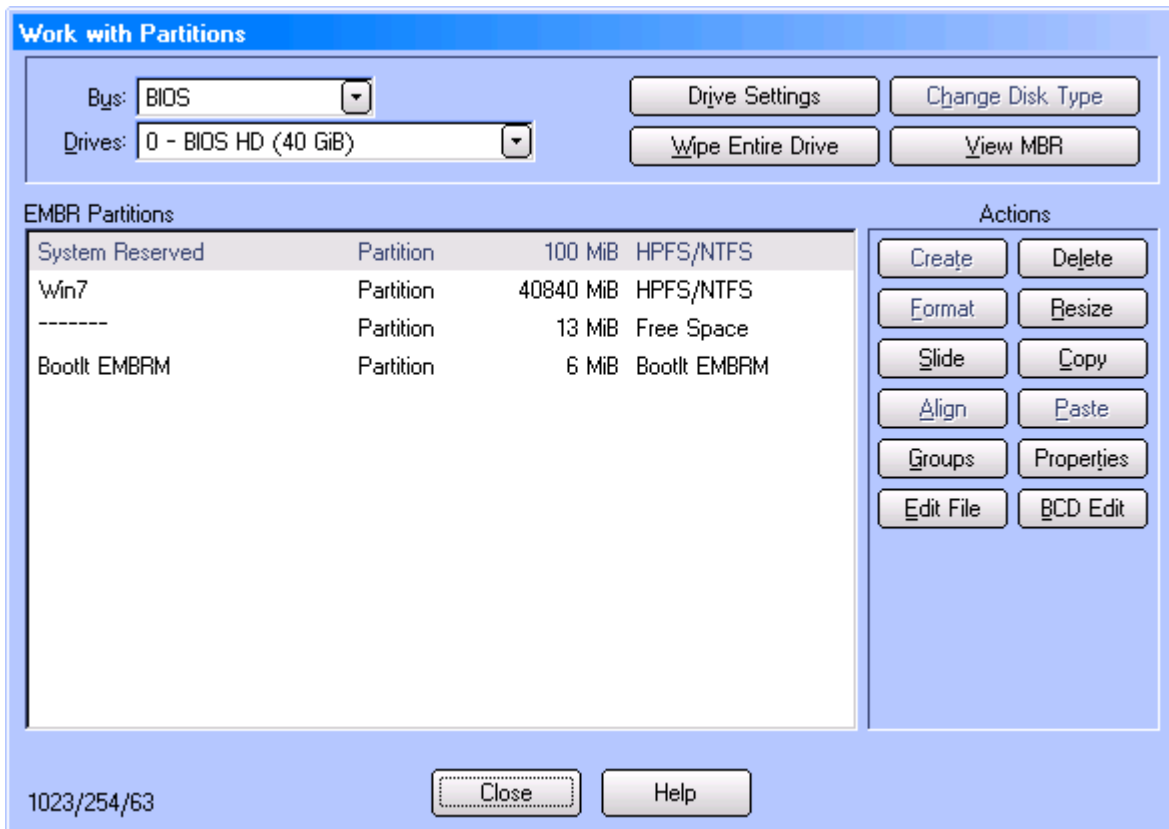 Work with Partitions
Bus: BIOS
Drives: 0 - BIOS HD (40 GiB)
Drive Settings Change Disk Type
Wipe Entire Drive View MBR
EMBR Partitions Actions
System Reserved Partition 100 MiB HPFS/NTFS
Win7 Partition 40840 MiB HPFS/NTFS
------- Partition 13 MiB Free Space
BootIt EMBRM Partition 6 MiB BootIt EMBRM
Create Delete
Format Resize
Slide Copy
Align Paste
Groups Properties
Edit File BCD Edit
1023/254/63 Close Help